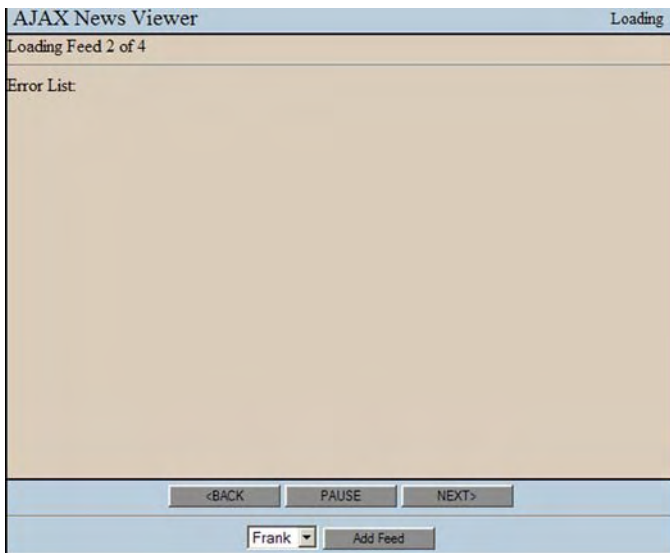 AJAX News Viewer Loading
Loading Feed 2 of 4
Error List:
<BACK PAUSE NEXT>
Frank Add Feed